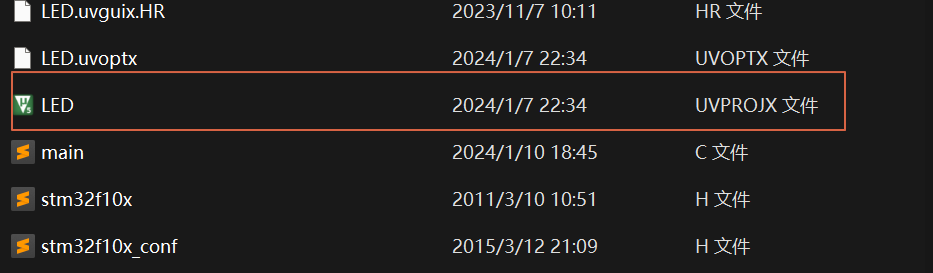 LED.uvguix.HR 2023/11/7 10:11 HR 文件
LED.uvoptx 2024/1/7 22:34 UVOPTX 文件
LED 2024/1/7 22:34 UVPROJX 文件
main 2024/1/10 18:45 C 文件
stm32f10x 2011/3/10 10:51 H 文件
stm32f10x_conf 2015/3/12 21:09 H 文件